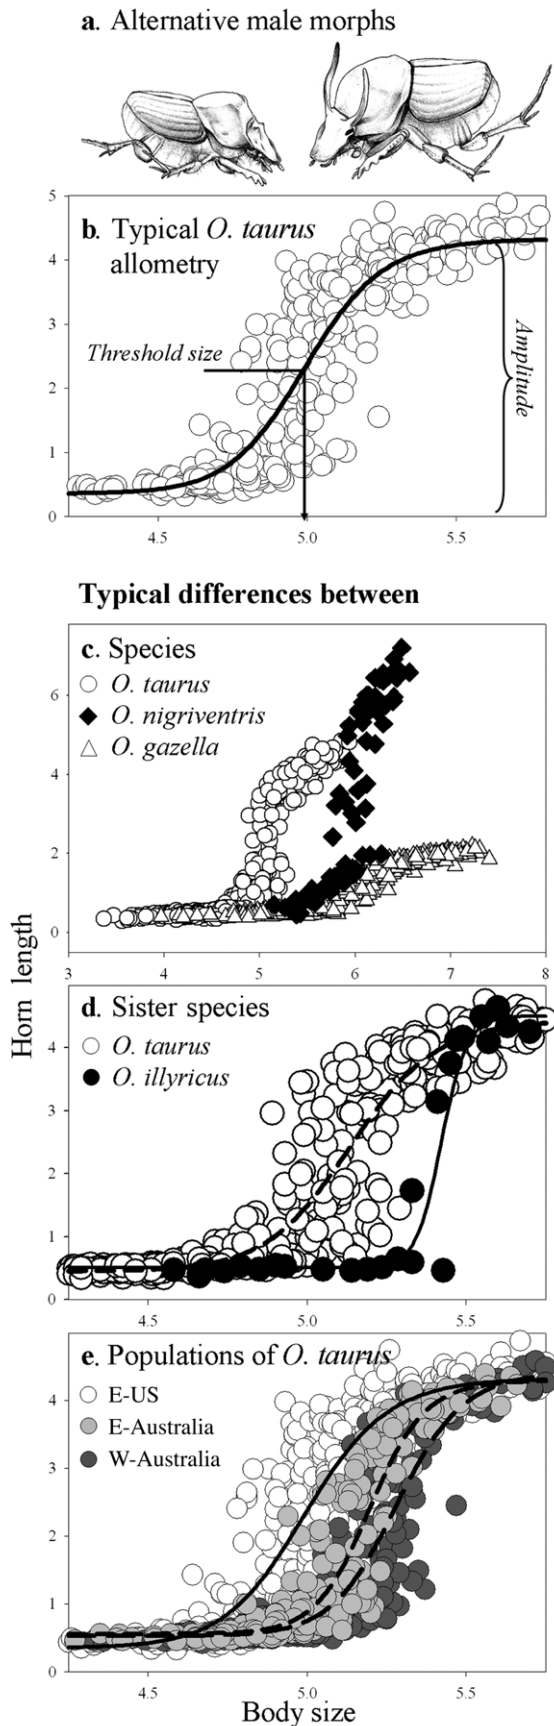 a. Alternative male morphs
5
b. Typical O. taurus
allometry
4
3
Threshold size
2
1
0
Amplitude
4.5 5.0 5.5
Typical differences between
c. Species
O. taurus
O. nigriventris
O. gazella
6
4
2
0
3 4 5 6 7 8
Horn length
d. Sister species
O. taurus
O. illyricus
4
3
2
1
0
4.5 5.0 5.5
e. Populations of O. taurus
E-US
E-Australia
W-Australia
4
3
2
1
0
4.5 5.0 5.5
Body size